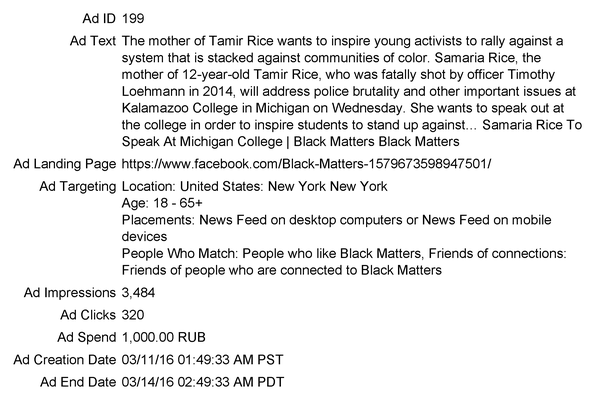 Ad ID 199
Ad Text The mother of Tamir Rice wants to inspire young activists to rally against a
system that is stacked against communities of color. Samaria Rice, the
mother of 12-year-old Tamir Rice, who was fatally shot by officer Timothy
Loehmann in 2014, will address police brutality and other important issues at
Kalamazoo College in Michigan on Wednesday. She wants to speak out at
the college in order to inspire students to stand up against... Samaria Rice To
Speak At Michigan College | Black Matters Black Matters
Ad Landing Page https://www.facebook.com/Black-Matters-1579673598947501/
Ad Targeting Location: United States: New York New York
Age: 18 - 65+
Placements: News Feed on desktop computers or News Feed on mobile
devices
People Who Match: People who like Black Matters, Friends of connections:
Friends of people who are connected to Black Matters
Ad Impressions 3,484
Ad Clicks 320
Ad Spend 1,000.00 RUB
Ad Creation Date 03/11/16 01:49:33 AM PST
Ad End Date 03/14/16 02:49:33 AM PDT